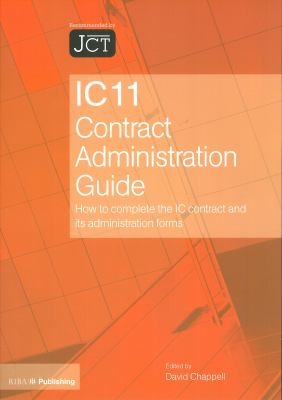 Recommended by
JCT
IC11
Contract
Administration
Guide
How to complete the IC contract and
its administration forms
Edited by
David Chappell
RIBA Publishing